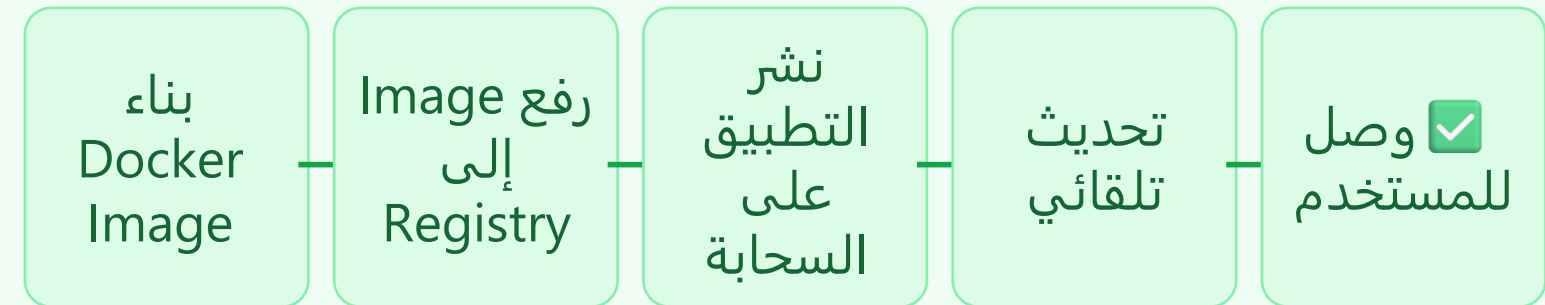 بناء
Docker
Image
رفع Image
إلى
Registry
نشر
التطبيق
على
السحابة
تحديث
تلقائي
✅ وصل
للمستخدم